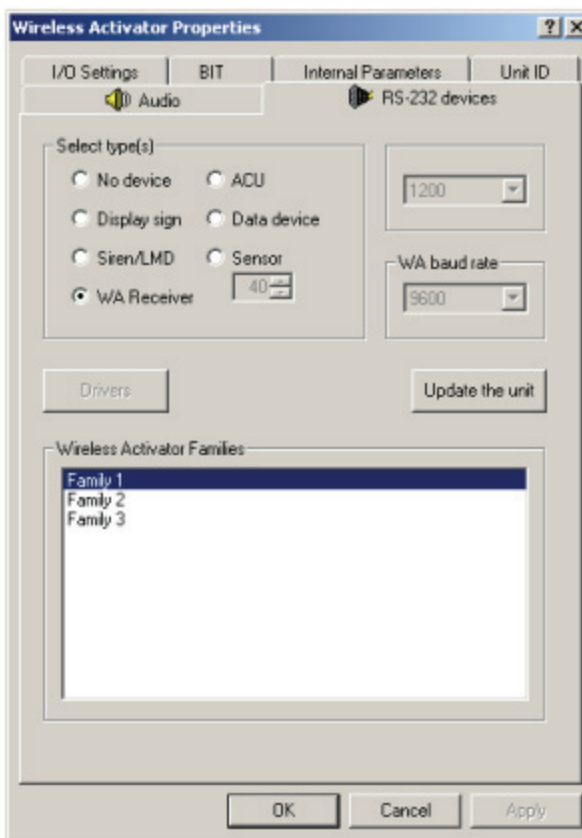 Wireless Activator Properties
I/O Settings BIT Internal Parameters Unit ID
Audio RS-232 devices
Select type(s)
No device ACU
1200
Display sign Data device
Siren/LMD Sensor
WA baud rate
40
WA Receiver
9600
Drivers Update the unit
Wireless Activator Families
Family 1
Family 2
Family 3
OK Cancel Apply